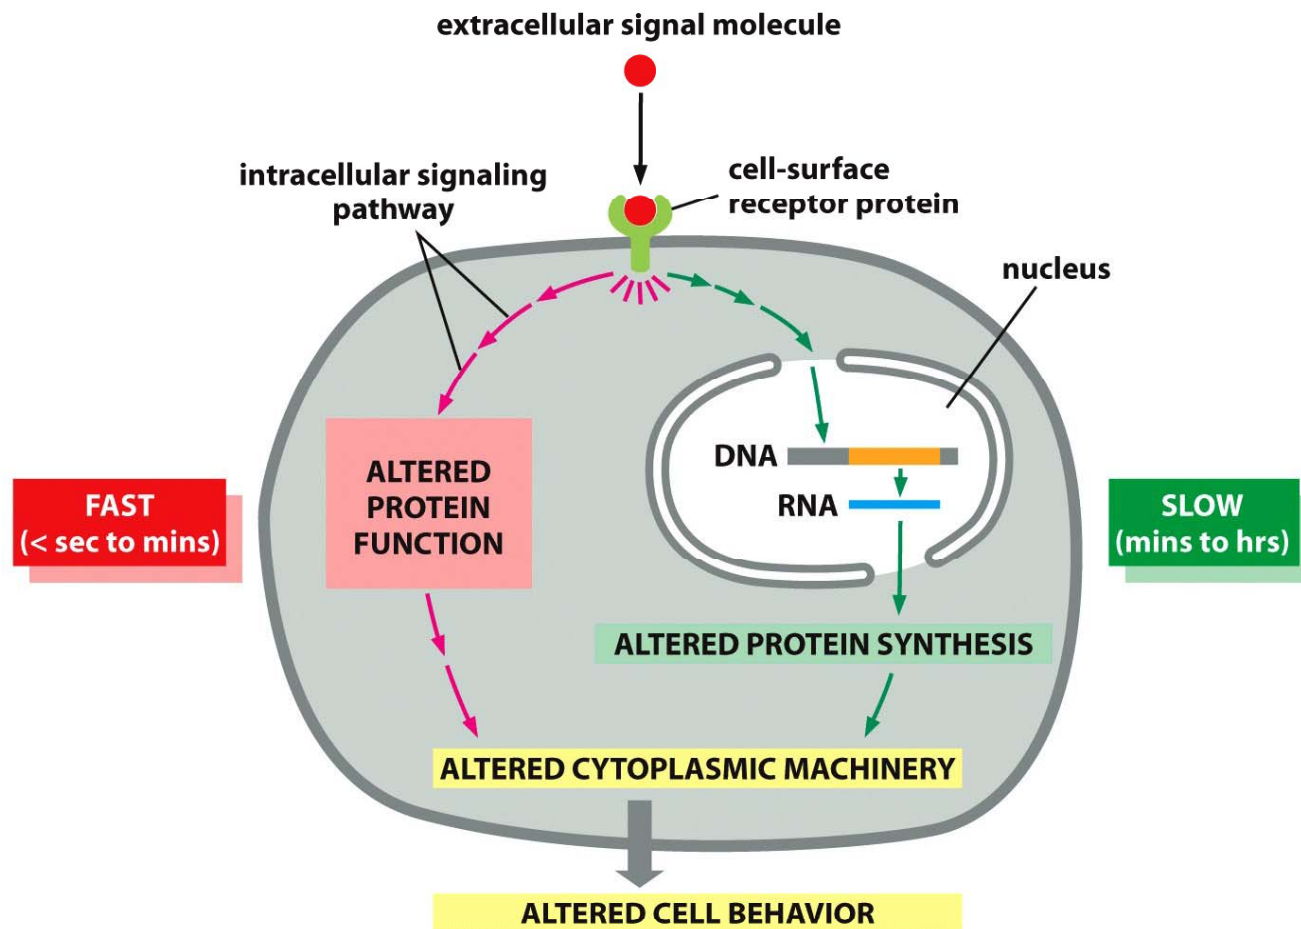 extracellular signal molecule
intracellular signaling
pathway
cell-surface
receptor protein
nucleus
DNA
RNA
ALTERED
PROTEIN
FUNCTION
FAST
(< sec to mins)
SLOW
(mins to hrs)
ALTERED PROTEIN SYNTHESIS
ALTERED CYTOPLASMIC MACHINERY
ALTERED CELL BEHAVIOR